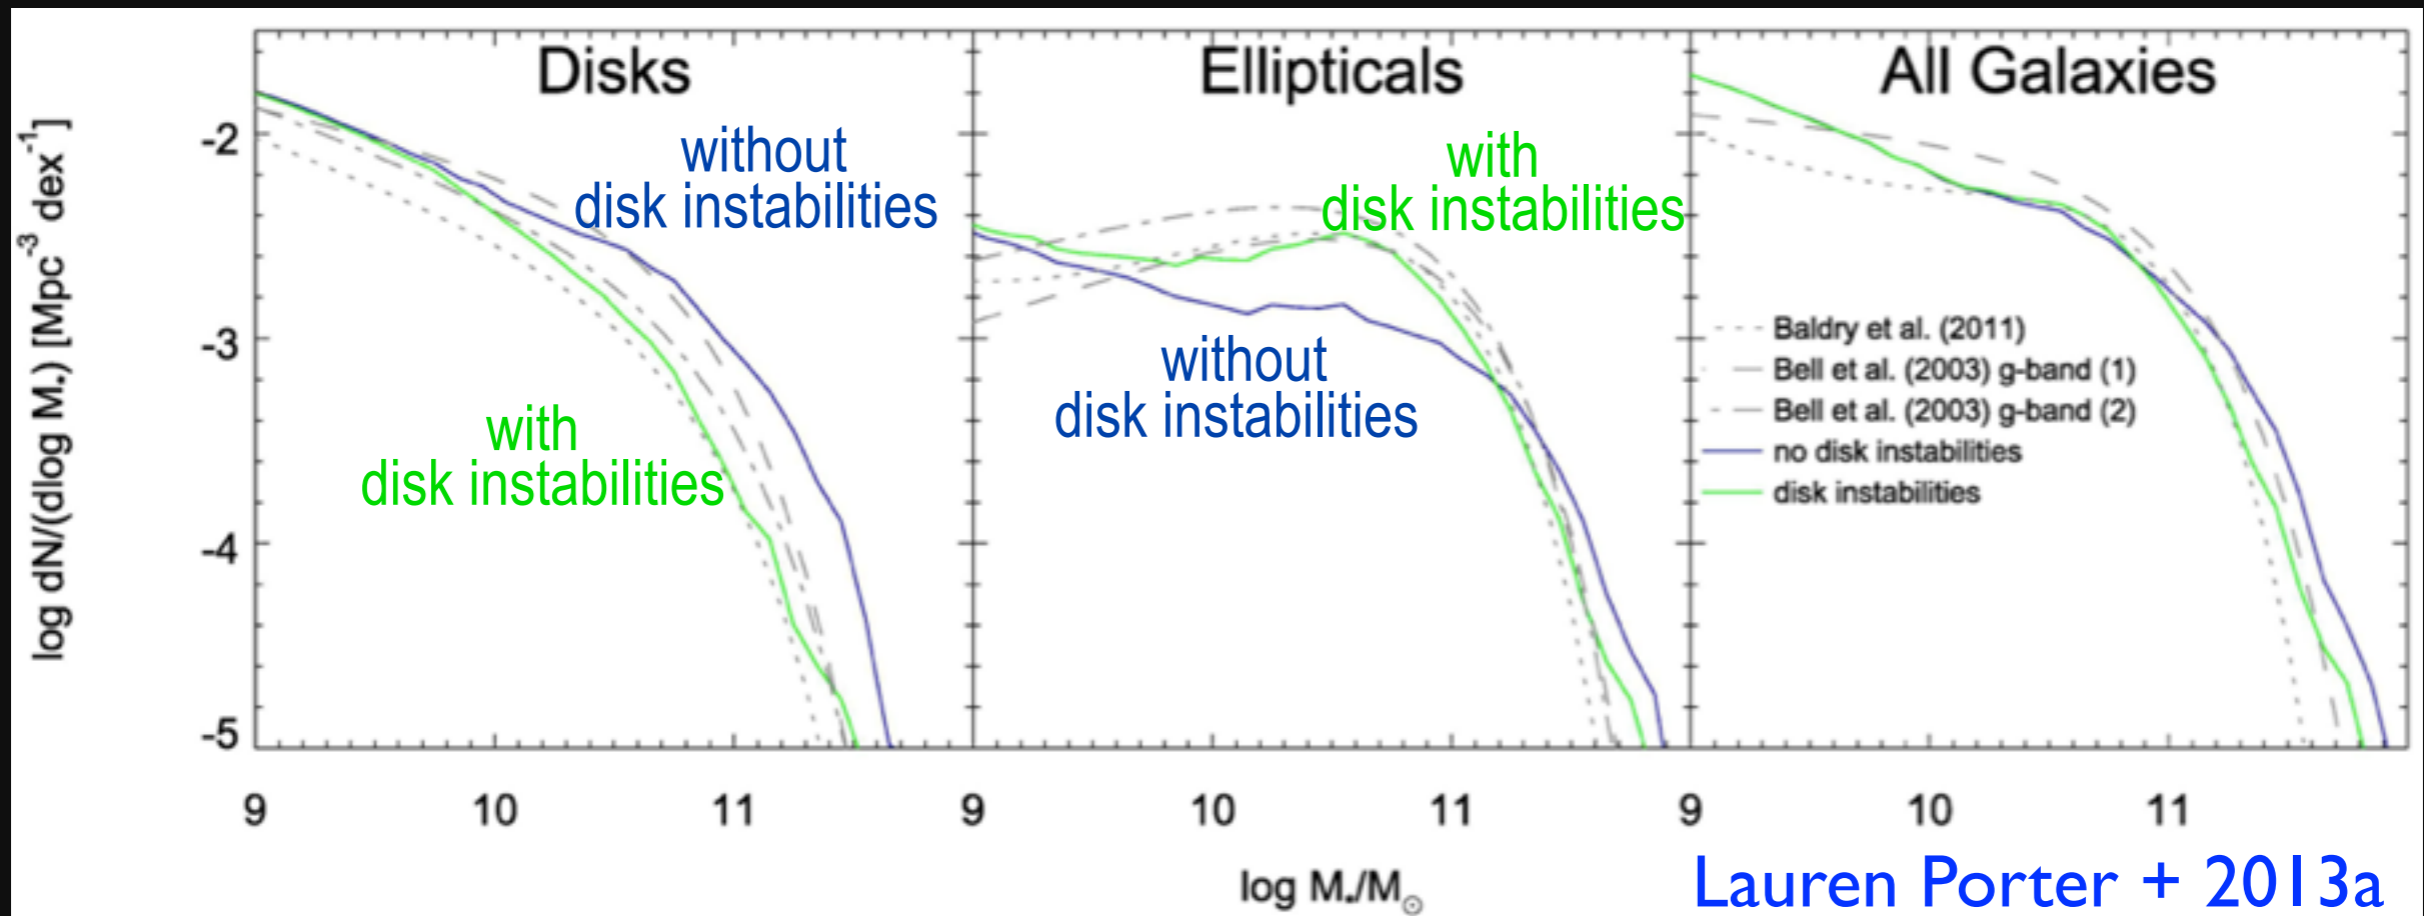 Disks
Ellipticals
All Galaxies
log dN/(dlog M*) [Mpc-3 dex-1]
-2
-3
-4
-5
without
disk instabilities
with
disk instabilities
with
disk instabilities
without
disk instabilities
Baldry et al. (2011)
Bell et al. (2003) g-band (1)
Bell et al. (2003) g-band (2)
no disk instabilities
disk instabilities
9
10
11
9
10
11
9
10
11
log M*/M☉
Lauren Porter + 2013a